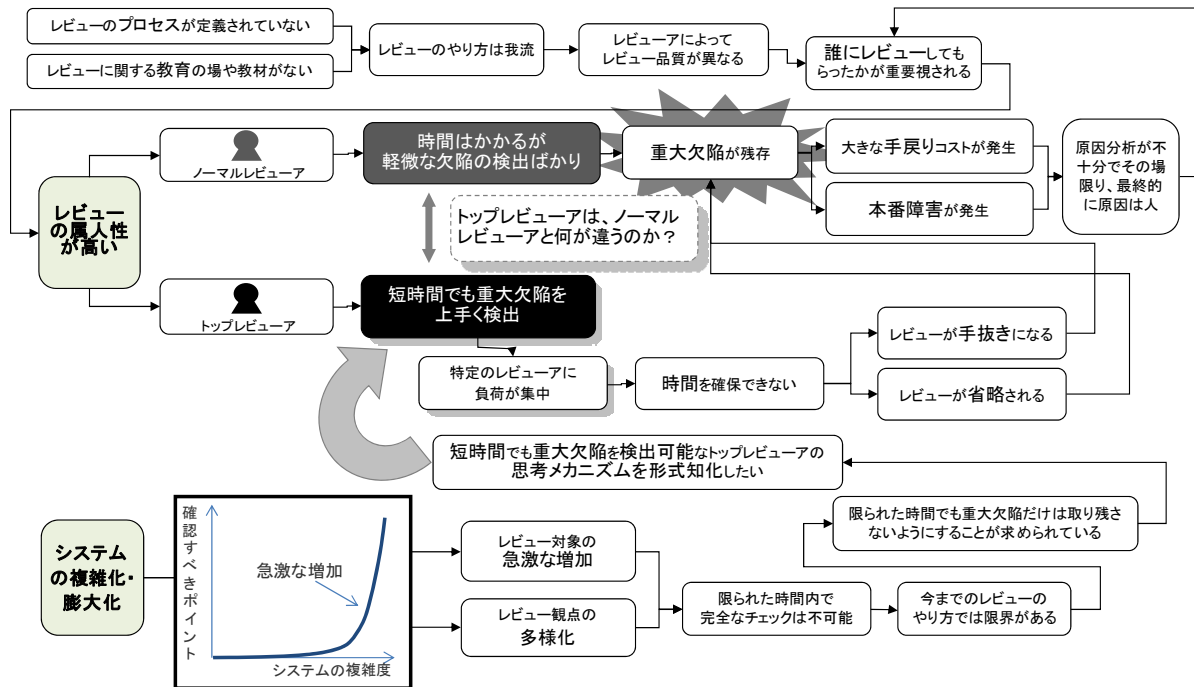 レビューのプロセスが定義されていない
レビューに関する教育の場や教材がない
レビューのやり方は我流
レビューアによって
レビュー品質が異なる
誰にレビューしても
らったかが重要視される
レビュー
の属人性
が高い
ノーマルレビューア
時間はかかるが
軽微な欠陥の検出ばかり
重大欠陥が残存
大きな手戻りコストが発生
本番障害が発生
原因分析が不
十分でその場
限り、最終的
に原因は人
トップレビューアは、ノーマル
レビューアと何が違うのか？
トップレビューア
短時間でも重大欠陥を
上手く検出
特定のレビューアに
負荷が集中
時間を確保できない
レビューが手抜きになる
レビューが省略される
短時間でも重大欠陥を検出可能なトップレビューアの
思考メカニズムを形式知化したい
システム
の複雑化・
膨大化
確認すべきポイント
急激な増加
システムの複雑度
レビュー対象の
急激な増加
レビュー観点の
多様化
限られた時間内で
完全なチェックは不可能
今までのレビューの
やり方では限界がある
限られた時間でも重大欠陥だけは取り残さ
ないようにすることが求められている